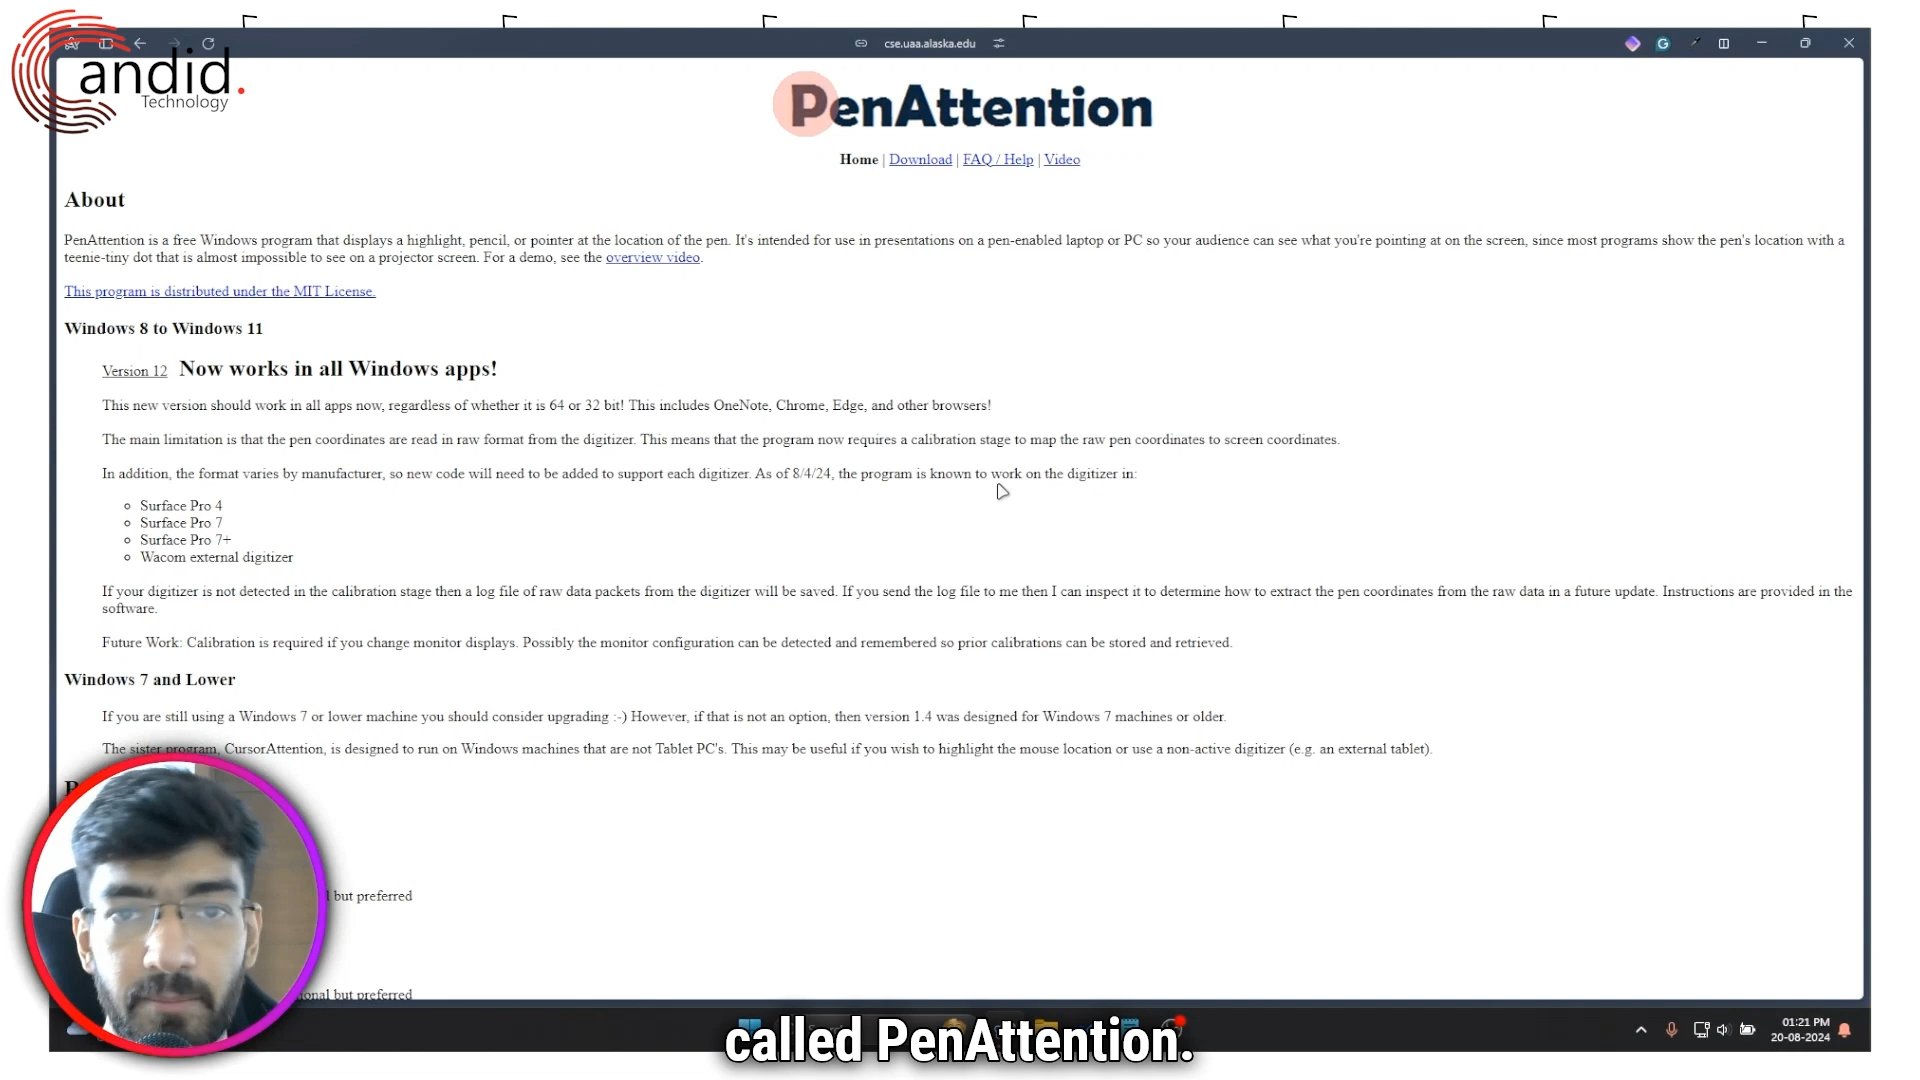 cse.uaa.alaska.edu
Candid.
Technology
PenAttention
Home | Download | FAQ / Help | Video
About
PenAttention is a free Windows program that displays a highlight, pencil, or pointer at the location of the pen. It's intended for use in presentations on a pen-enabled laptop or PC so your audience can see what you're pointing at on the screen, since most programs show the pen's location with a
teenie-tiny dot that is almost impossible to see on a projector screen. For a demo, see the overview video.
This program is distributed under the MIT License.
Windows 8 to Windows 11
Version 12 Now works in all Windows apps!
This new version should work in all apps now, regardless of whether it is 64 or 32 bit! This includes OneNote, Chrome, Edge, and other browsers!
The main limitation is that the pen coordinates are read in raw format from the digitizer. This means that the program now requires a calibration stage to map the raw pen coordinates to screen coordinates.
In addition, the format varies by manufacturer, so new code will need to be added to support each digitizer. As of 8/4/24, the program is known to work on the digitizer in:
Surface Pro 4
Surface Pro 7
Surface Pro 7+
Wacom external digitizer
If your digitizer is not detected in the calibration stage then a log file of raw data packets from the digitizer will be saved. If you send the log file to me then I can inspect it to determine how to extract the pen coordinates from the raw data in a future update. Instructions are provided in the
software.
Future Work: Calibration is required if you change monitor displays. Possibly the monitor configuration can be detected and remembered so prior calibrations can be stored and retrieved.
Windows 7 and Lower
If you are still using a Windows 7 or lower machine you should consider upgrading :-) However, if that is not an option, then version 1.4 was designed for Windows 7 machines or older.
The sister program, CursorAttention, is designed to run on Windows machines that are not Tablet PC's. This may be useful if you wish to highlight the mouse location or use a non-active digitizer (e.g. an external tablet).
but preferred
but preferred
01:21 PM
20-08-2024
called PenAttention.